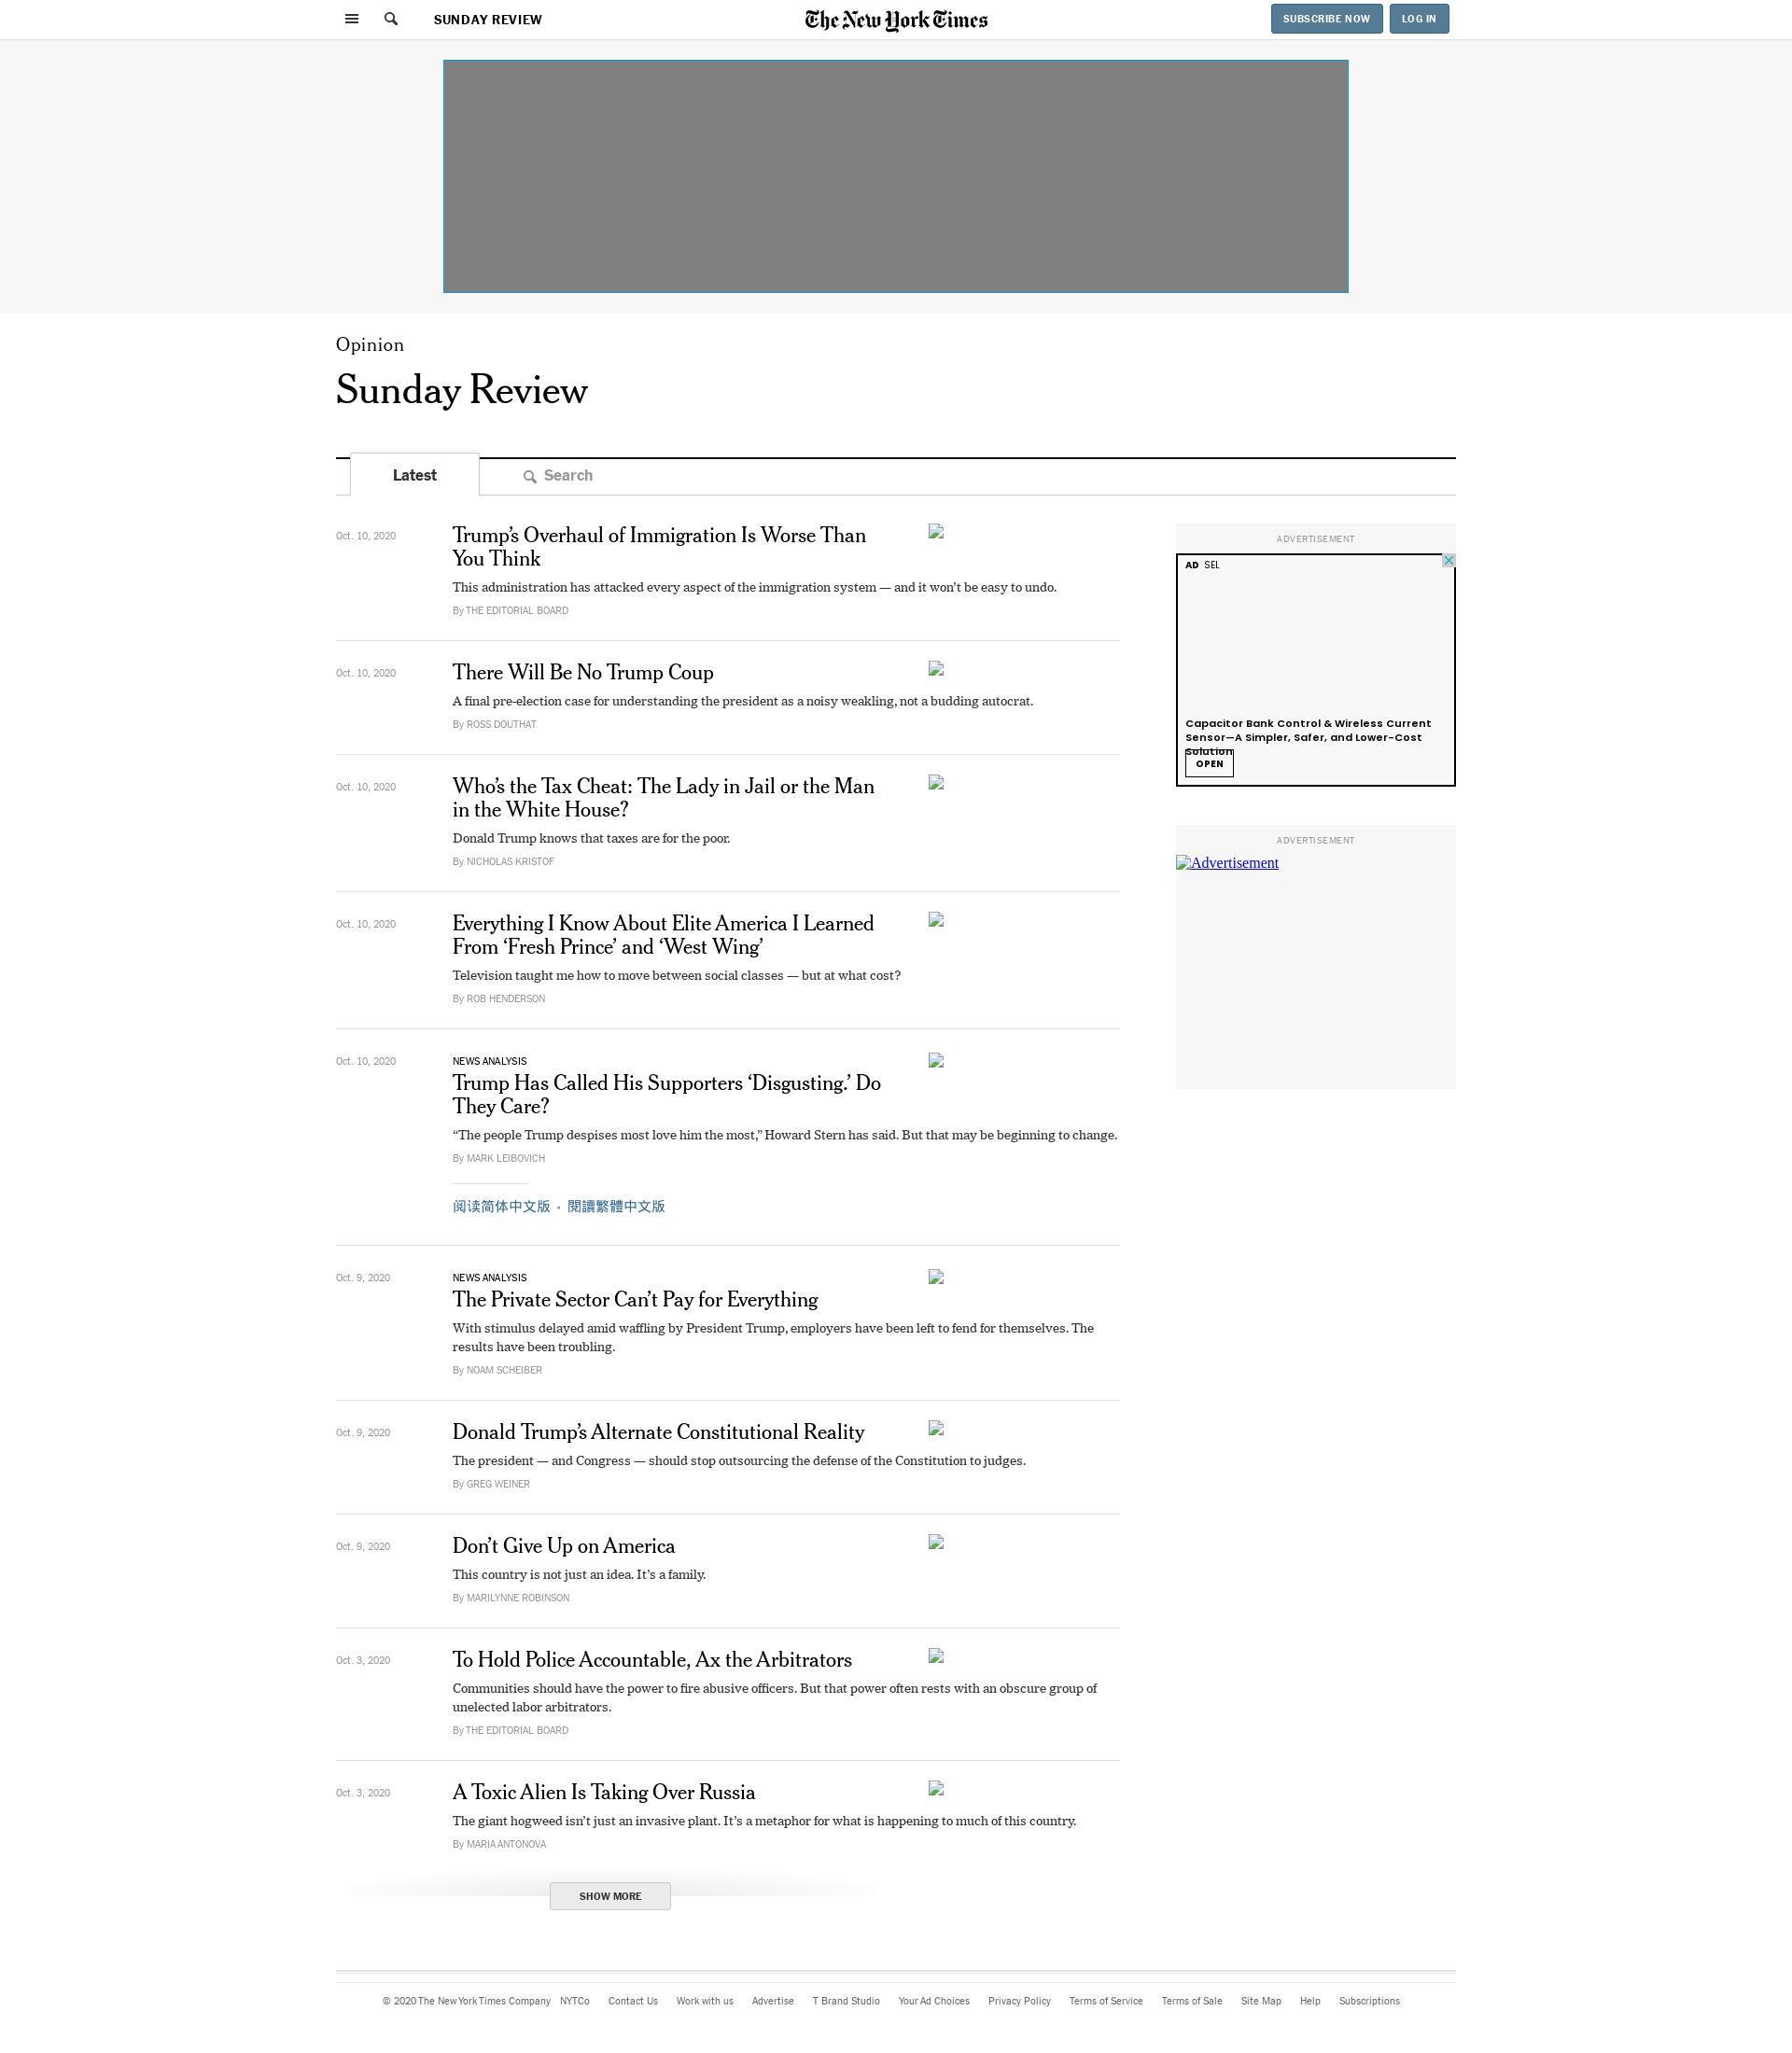 SUNDAY REVIEW
The New York Times
SUBSCRIBE NOW
LOG IN
Opinion
Sunday Review
Latest
Search
Oct. 10, 2020
Trump’s Overhaul of Immigration Is Worse Than
You Think
This administration has attacked every aspect of the immigration system — and it won’t be easy to undo.
By THE EDITORIAL BOARD
Oct. 10, 2020
There Will Be No Trump Coup
A final pre-election case for understanding the president as a noisy weakling, not a budding autocrat.
By ROSS DOUTHAT
Oct. 10, 2020
Who’s the Tax Cheat: The Lady in Jail or the Man
in the White House?
Donald Trump knows that taxes are for the poor.
By NICHOLAS KRISTOF
Oct. 10, 2020
Everything I Know About Elite America I Learned
From ‘Fresh Prince’ and ‘West Wing’
Television taught me how to move between social classes — but at what cost?
By ROB HENDERSON
Oct. 10, 2020
NEWS ANALYSIS
Trump Has Called His Supporters ‘Disgusting.’ Do
They Care?
“The people Trump despises most love him the most,” Howard Stern has said. But that may be beginning to change.
By MARK LEIBOVICH
阅读简体中文版 • 閱讀繁體中文版
Oct. 9, 2020
NEWS ANALYSIS
The Private Sector Can’t Pay for Everything
With stimulus delayed amid waffling by President Trump, employers have been left to fend for themselves. The
results have been troubling.
By NOAM SCHEIBER
Oct. 9, 2020
Donald Trump’s Alternate Constitutional Reality
The president — and Congress — should stop outsourcing the defense of the Constitution to judges.
By GREG WEINER
Oct. 9, 2020
Don’t Give Up on America
This country is not just an idea. It’s a family.
By MARILYNNE ROBINSON
Oct. 3, 2020
To Hold Police Accountable, Ax the Arbitrators
Communities should have the power to fire abusive officers. But that power often rests with an obscure group of
unelected labor arbitrators.
By THE EDITORIAL BOARD
Oct. 3, 2020
A Toxic Alien Is Taking Over Russia
The giant hogweed isn’t just an invasive plant. It’s a metaphor for what is happening to much of this country.
By MARIA ANTONOVA
SHOW MORE
ADVERTISEMENT
AD SEL
Capacitor Bank Control & Wireless Current
Sensor—A Simpler, Safer, and Lower-Cost
Solution
OPEN
ADVERTISEMENT
Advertisement
© 2020 The New York Times Company NYTCo Contact Us Work with us Advertise T Brand Studio Your Ad Choices Privacy Policy Terms of Service Terms of Sale Site Map Help Subscriptions